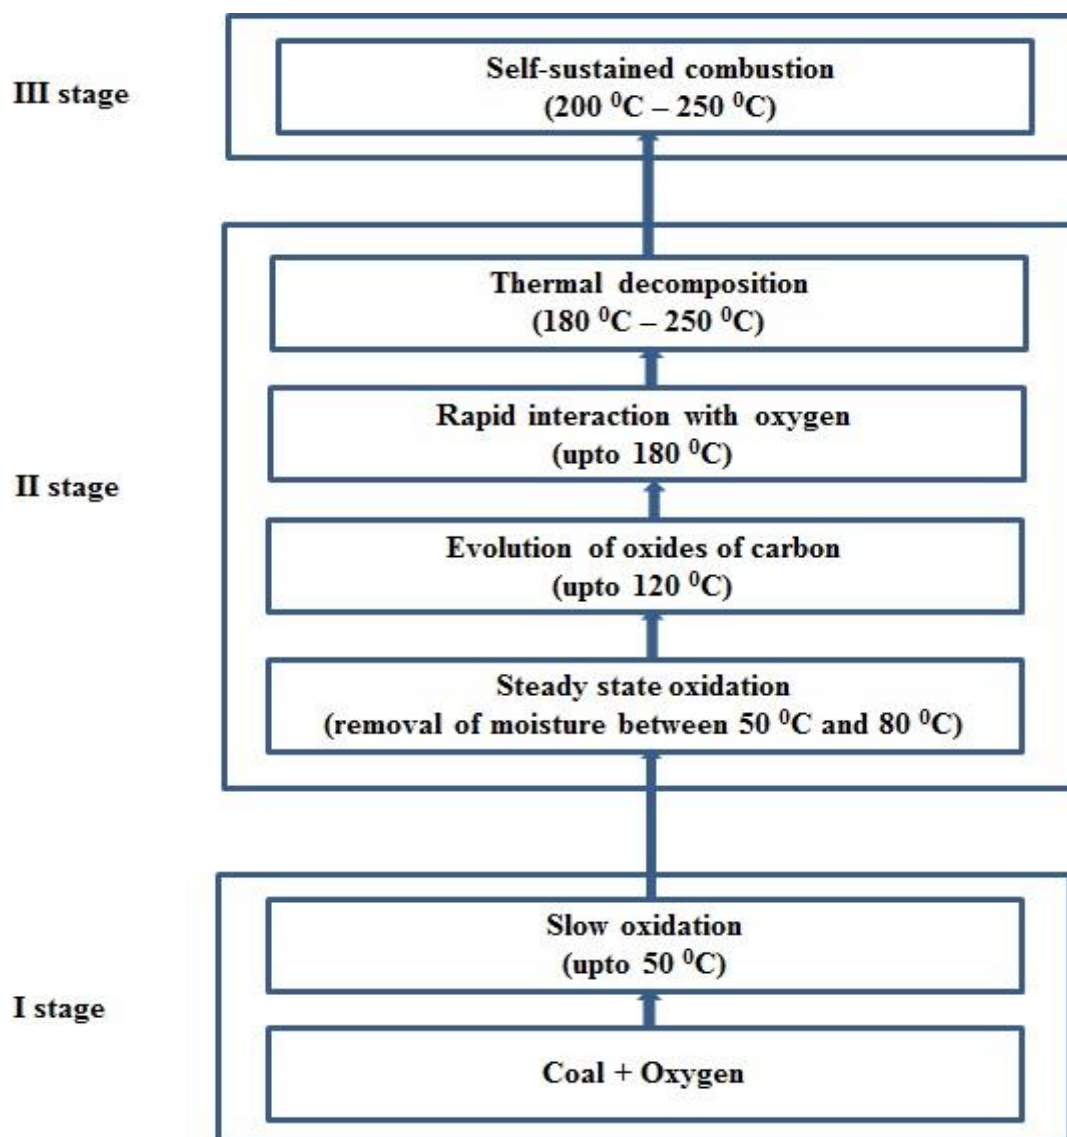 III stage
Self-sustained combustion
(200 ⁰C – 250 ⁰C)
Thermal decomposition
(180 ⁰C – 250 ⁰C)
Rapid interaction with oxygen
(upto 180 ⁰C)
II stage
Evolution of oxides of carbon
(upto 120 ⁰C)
Steady state oxidation
(removal of moisture between 50 ⁰C and 80 ⁰C)
Slow oxidation
(upto 50 ⁰C)
I stage
Coal + Oxygen